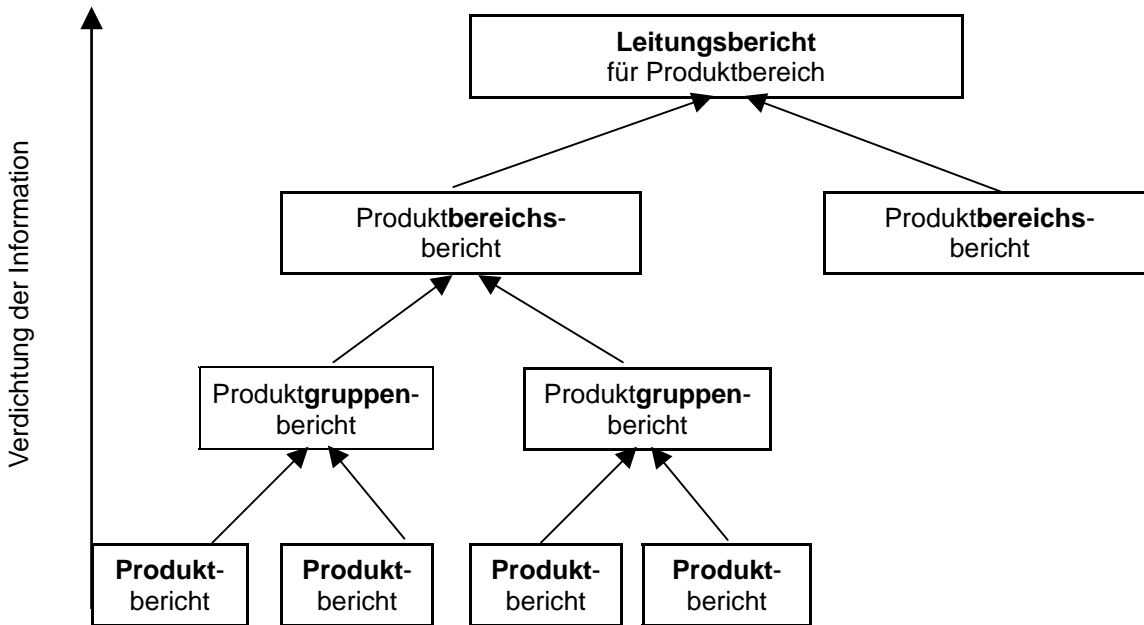 Verdichtung der Information
Leitungsbericht
für Produktbereich
Produktbereichs-
bericht
Produktbereichs-
bericht
Produktgruppen-
bericht
Produktgruppen-
bericht
Produkt-
bericht
Produkt-
bericht
Produkt-
bericht
Produkt-
bericht